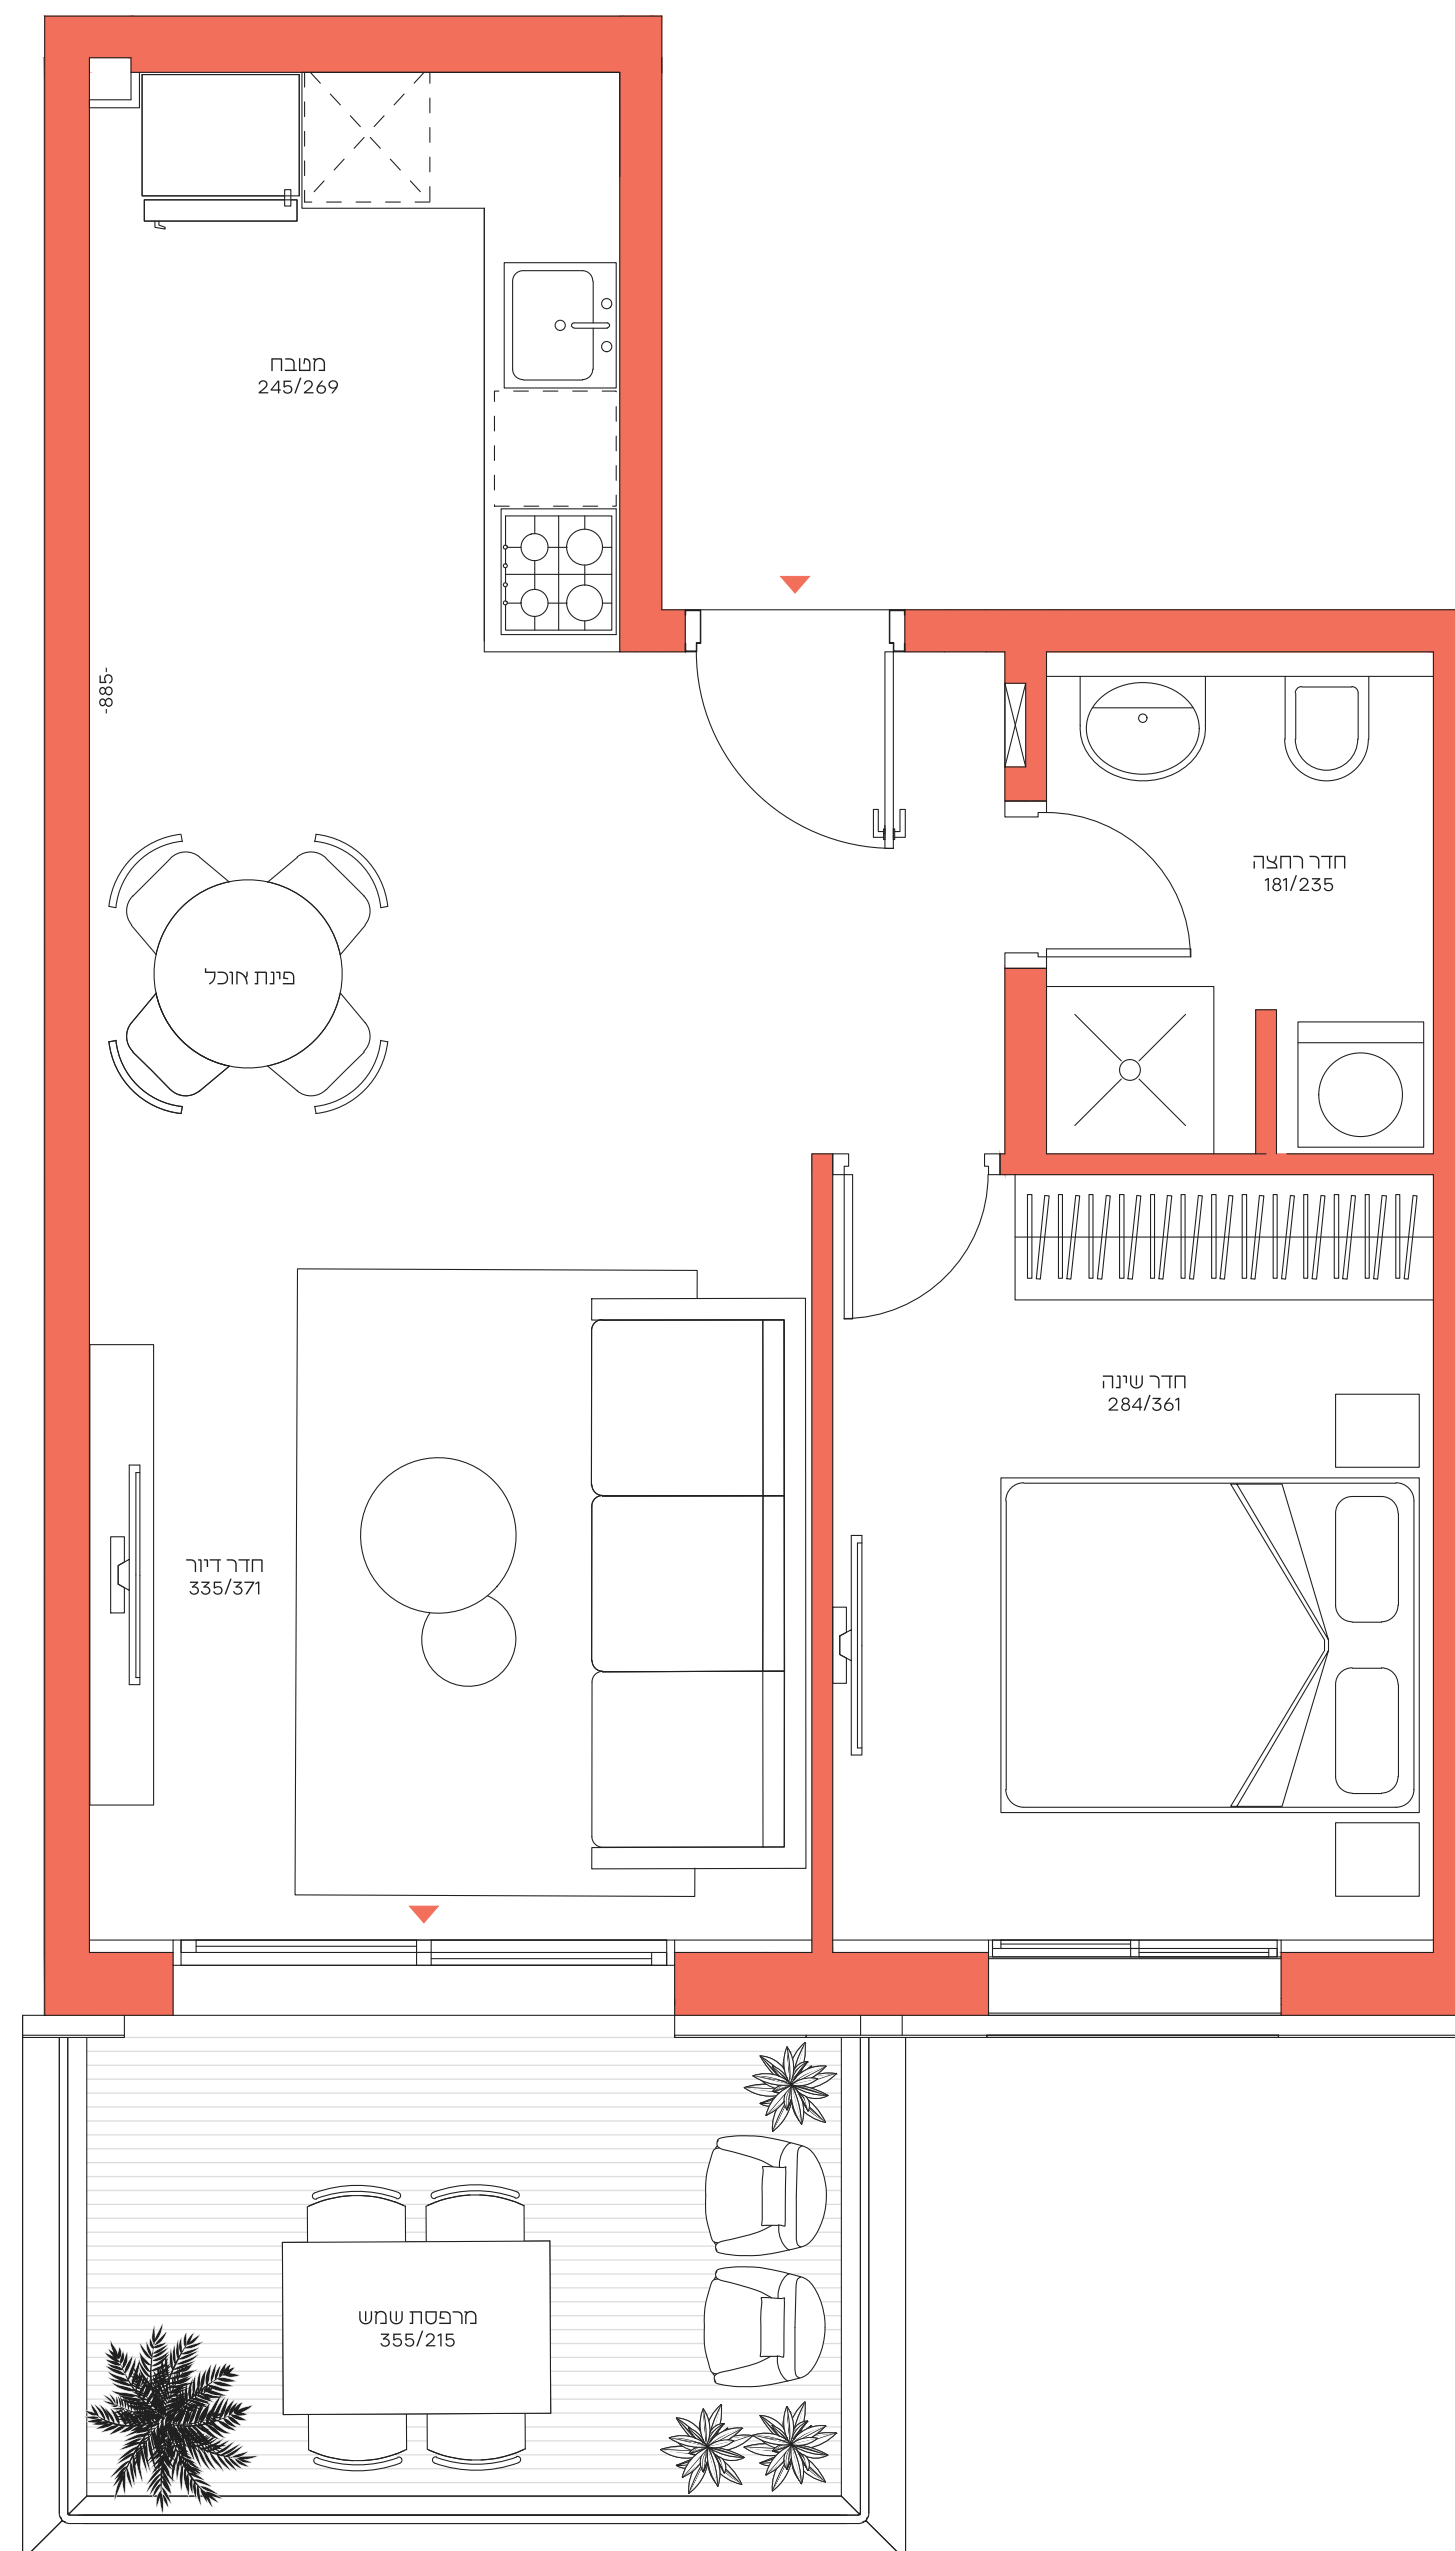 מטבח
245/269
-885-
חדר רחצה
181/235
פינת אוכל
חדר שינה
284/361
חדר דיור
335/371
מרפסת שמש
355/215